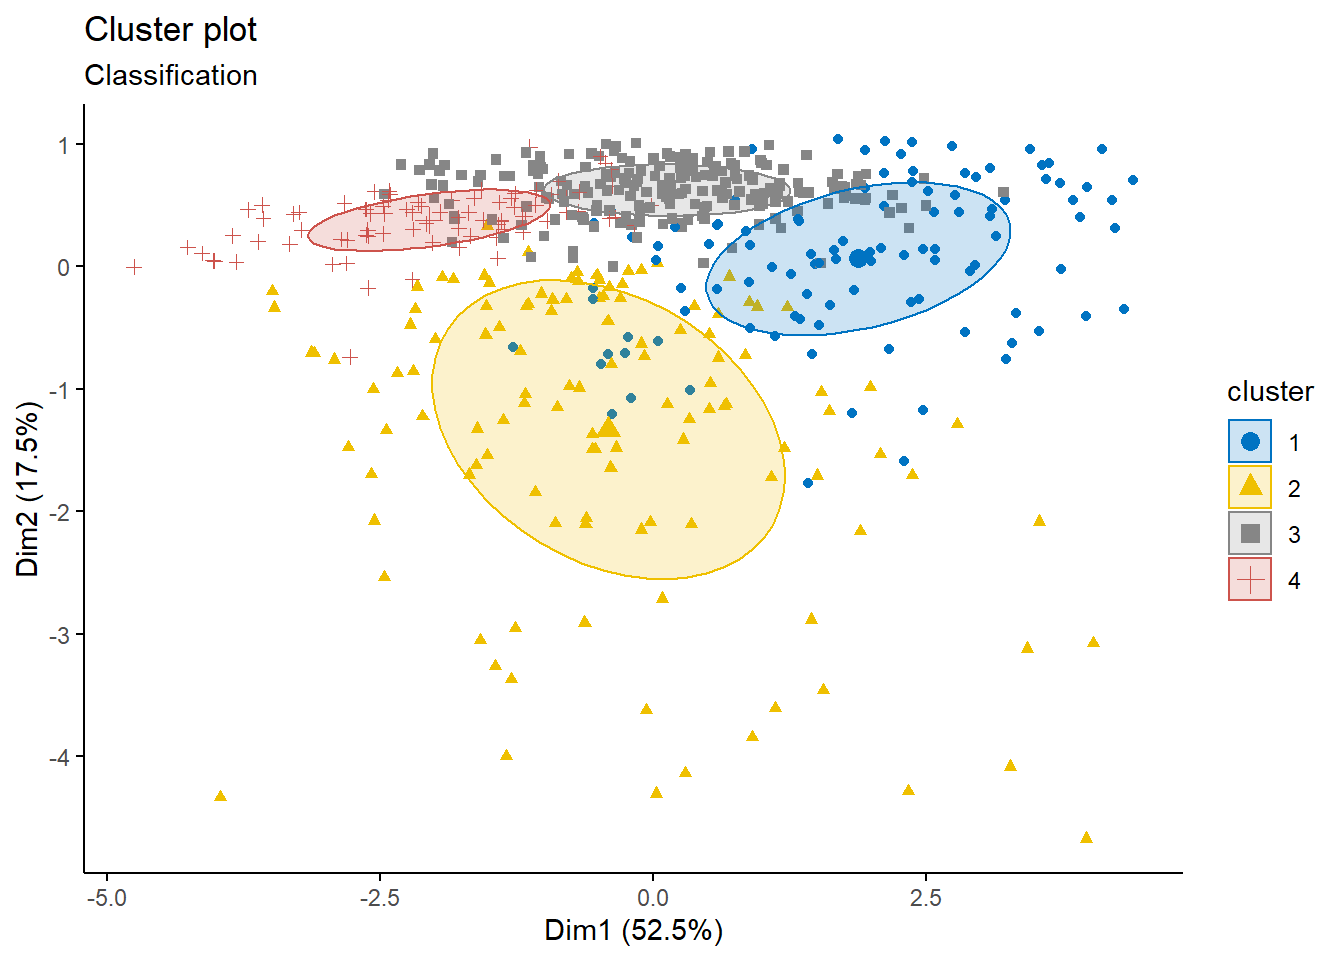 Cluster plot
Classification
1
0
-1
-2
-3
-4
Dim2 (17.5%)
-5.0
-2.5
0.0
2.5
Dim1 (52.5%)
cluster
1
2
3
4